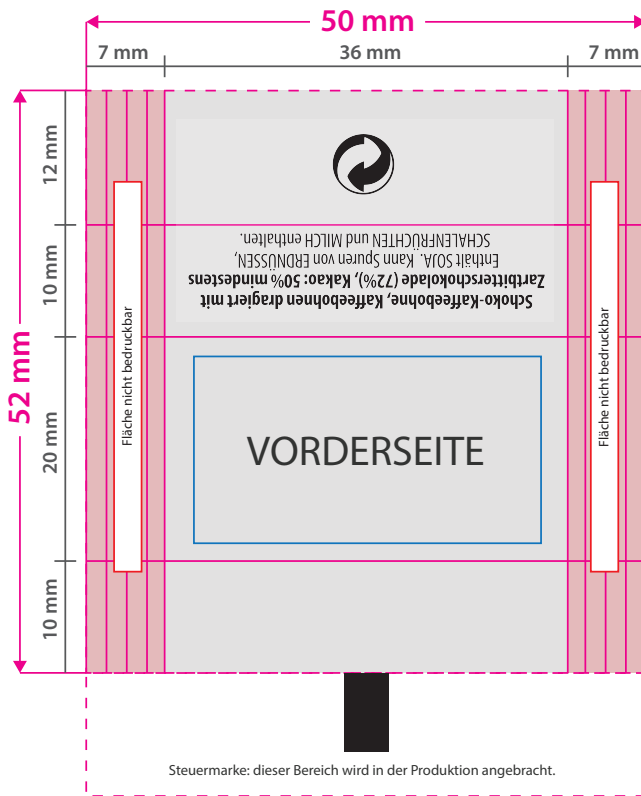 50 mm
7 mm
36 mm
7 mm
52 mm
12 mm
10 mm
20 mm
10 mm
Schoko-Kaffeebohne, Kaffeebohnen dragiert mit
Zartbitterschokolade (72%), Kakao: 50% mindestens
Enthält SOJA. Kann Spuren von ERDNÜSSEN,
SCHALENFRÜCHTEN und MILCH enthalten.
Fläche nicht bedruckbar
VORDERSEITE
Fläche nicht bedruckbar
Steuermarke: dieser Bereich wird in der Produktion angebracht.